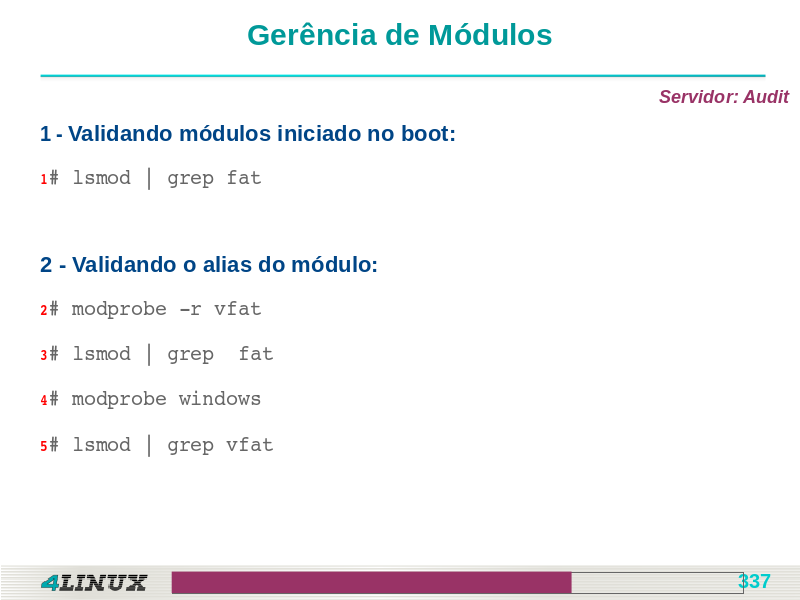 Gerência de Módulos
Servidor: Audit
1 - Validando módulos iniciado no boot:
1# lsmod | grep fat
2 - Validando o alias do módulo:
2# modprobe -r vfat
3# lsmod | grep  fat
4# modprobe windows
5# lsmod | grep vfat
4LINUX
337